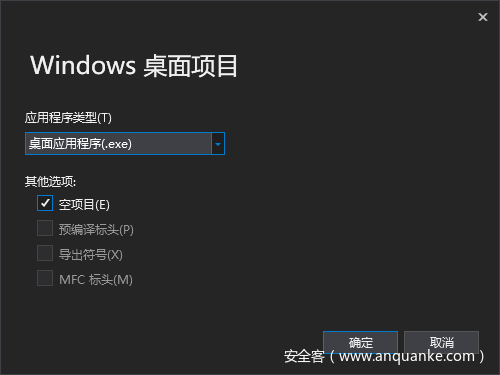 Windows 桌面项目
应用程序类型(T)
桌面应用程序(.exe)
其他选项:
空项目(E)
预编译标头(P)
导出符号(X)
MFC 标头(M)
确定 取消
安全客（www.anquanke.com）